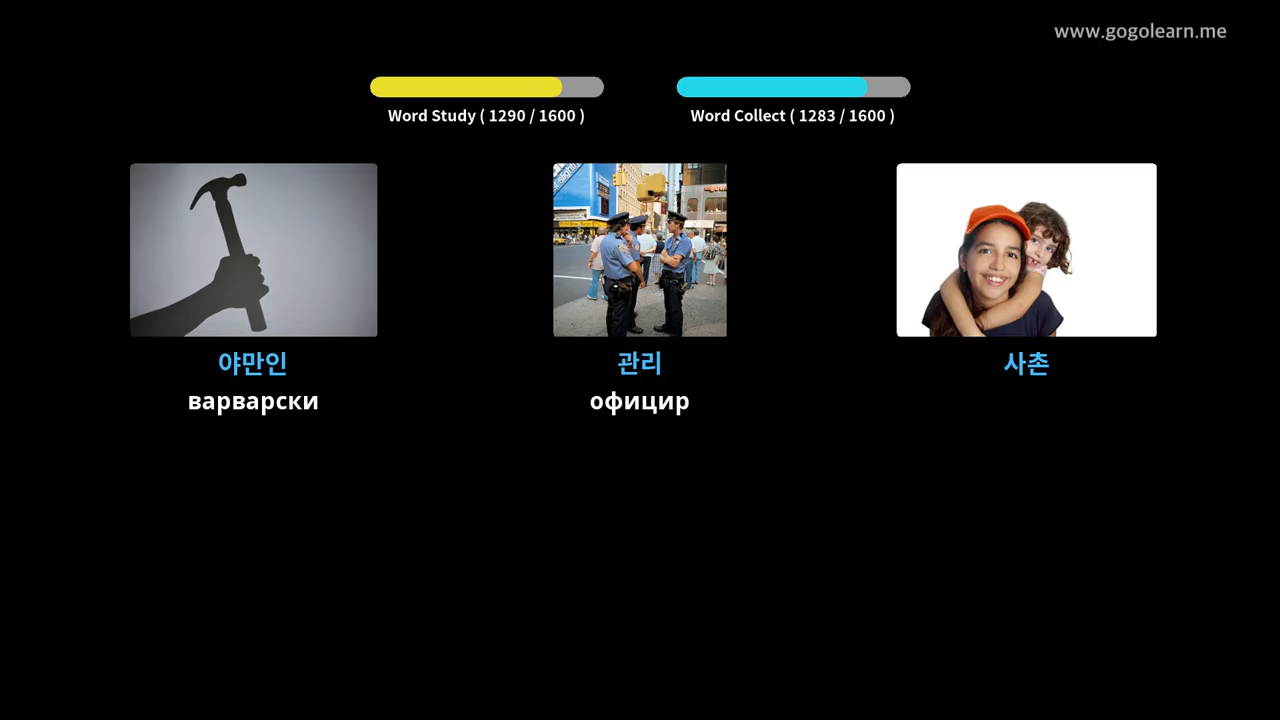 www.gogolearn.me
Word Study ( 1290 / 1600 )
Word Collect ( 1283 / 1600 )
야만인
관리
사촌
варварски
официр